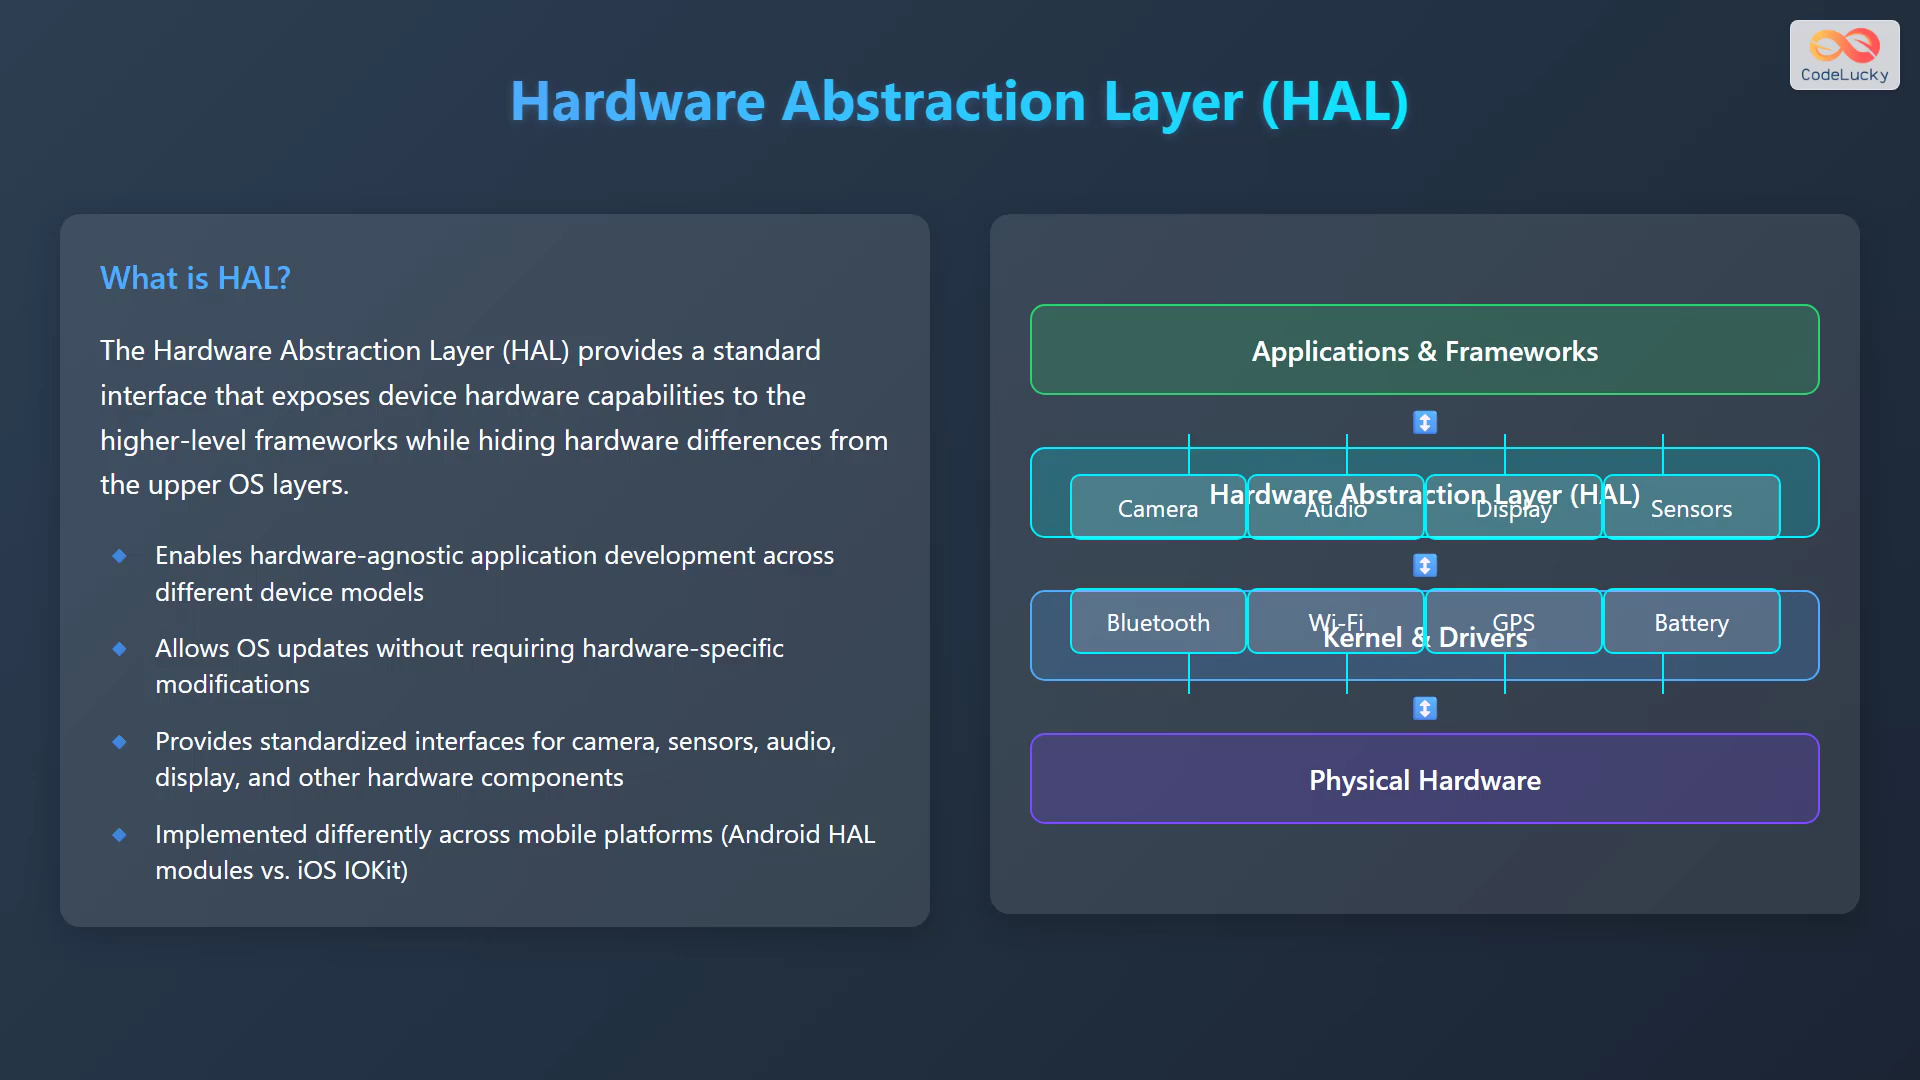 CodeLucky
Hardware Abstraction Layer (HAL)
What is HAL?
The Hardware Abstraction Layer (HAL) provides a standard
interface that exposes device hardware capabilities to the
higher-level frameworks while hiding hardware differences from
the upper OS layers.
Enables hardware-agnostic application development across
different device models
Allows OS updates without requiring hardware-specific
modifications
Provides standardized interfaces for camera, sensors, audio,
display, and other hardware components
Implemented differently across mobile platforms (Android HAL
modules vs. iOS IOKit)
Applications & Frameworks
Hardware Abstraction Layer (HAL)
Camera Audio Display Sensors
Bluetooth Wi-Fi GPS Battery
Kernel & Drivers
Physical Hardware